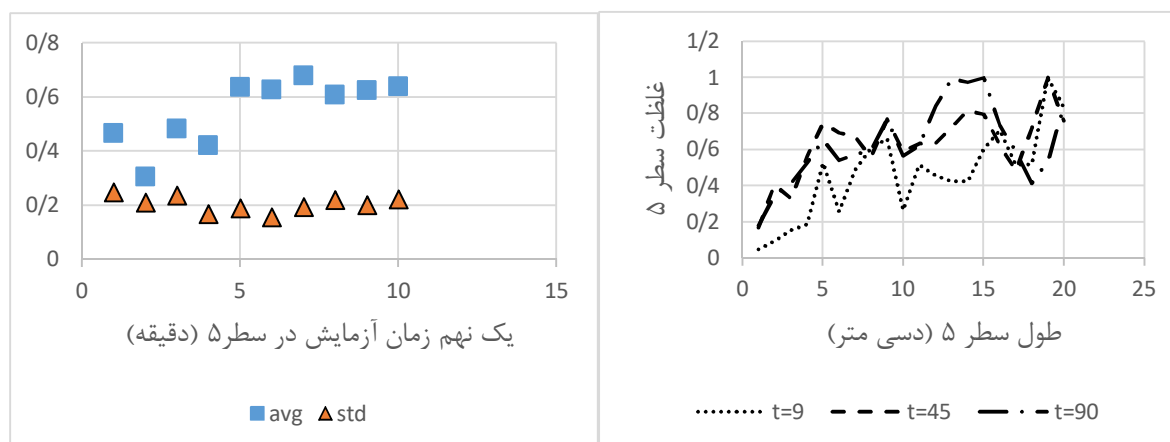 0/8
0/6
0/4
0/2
0
0 5 10 15
یک نهم زمان آزمایش در سطر۵ (دقیقه)
avg std
غلظت سطر ۵
1/2
1
0/8
0/6
0/4
0/2
0
0 5 10 15 20 25
طول سطر ۵ (دسی متر)
t=9 t=45 t=90